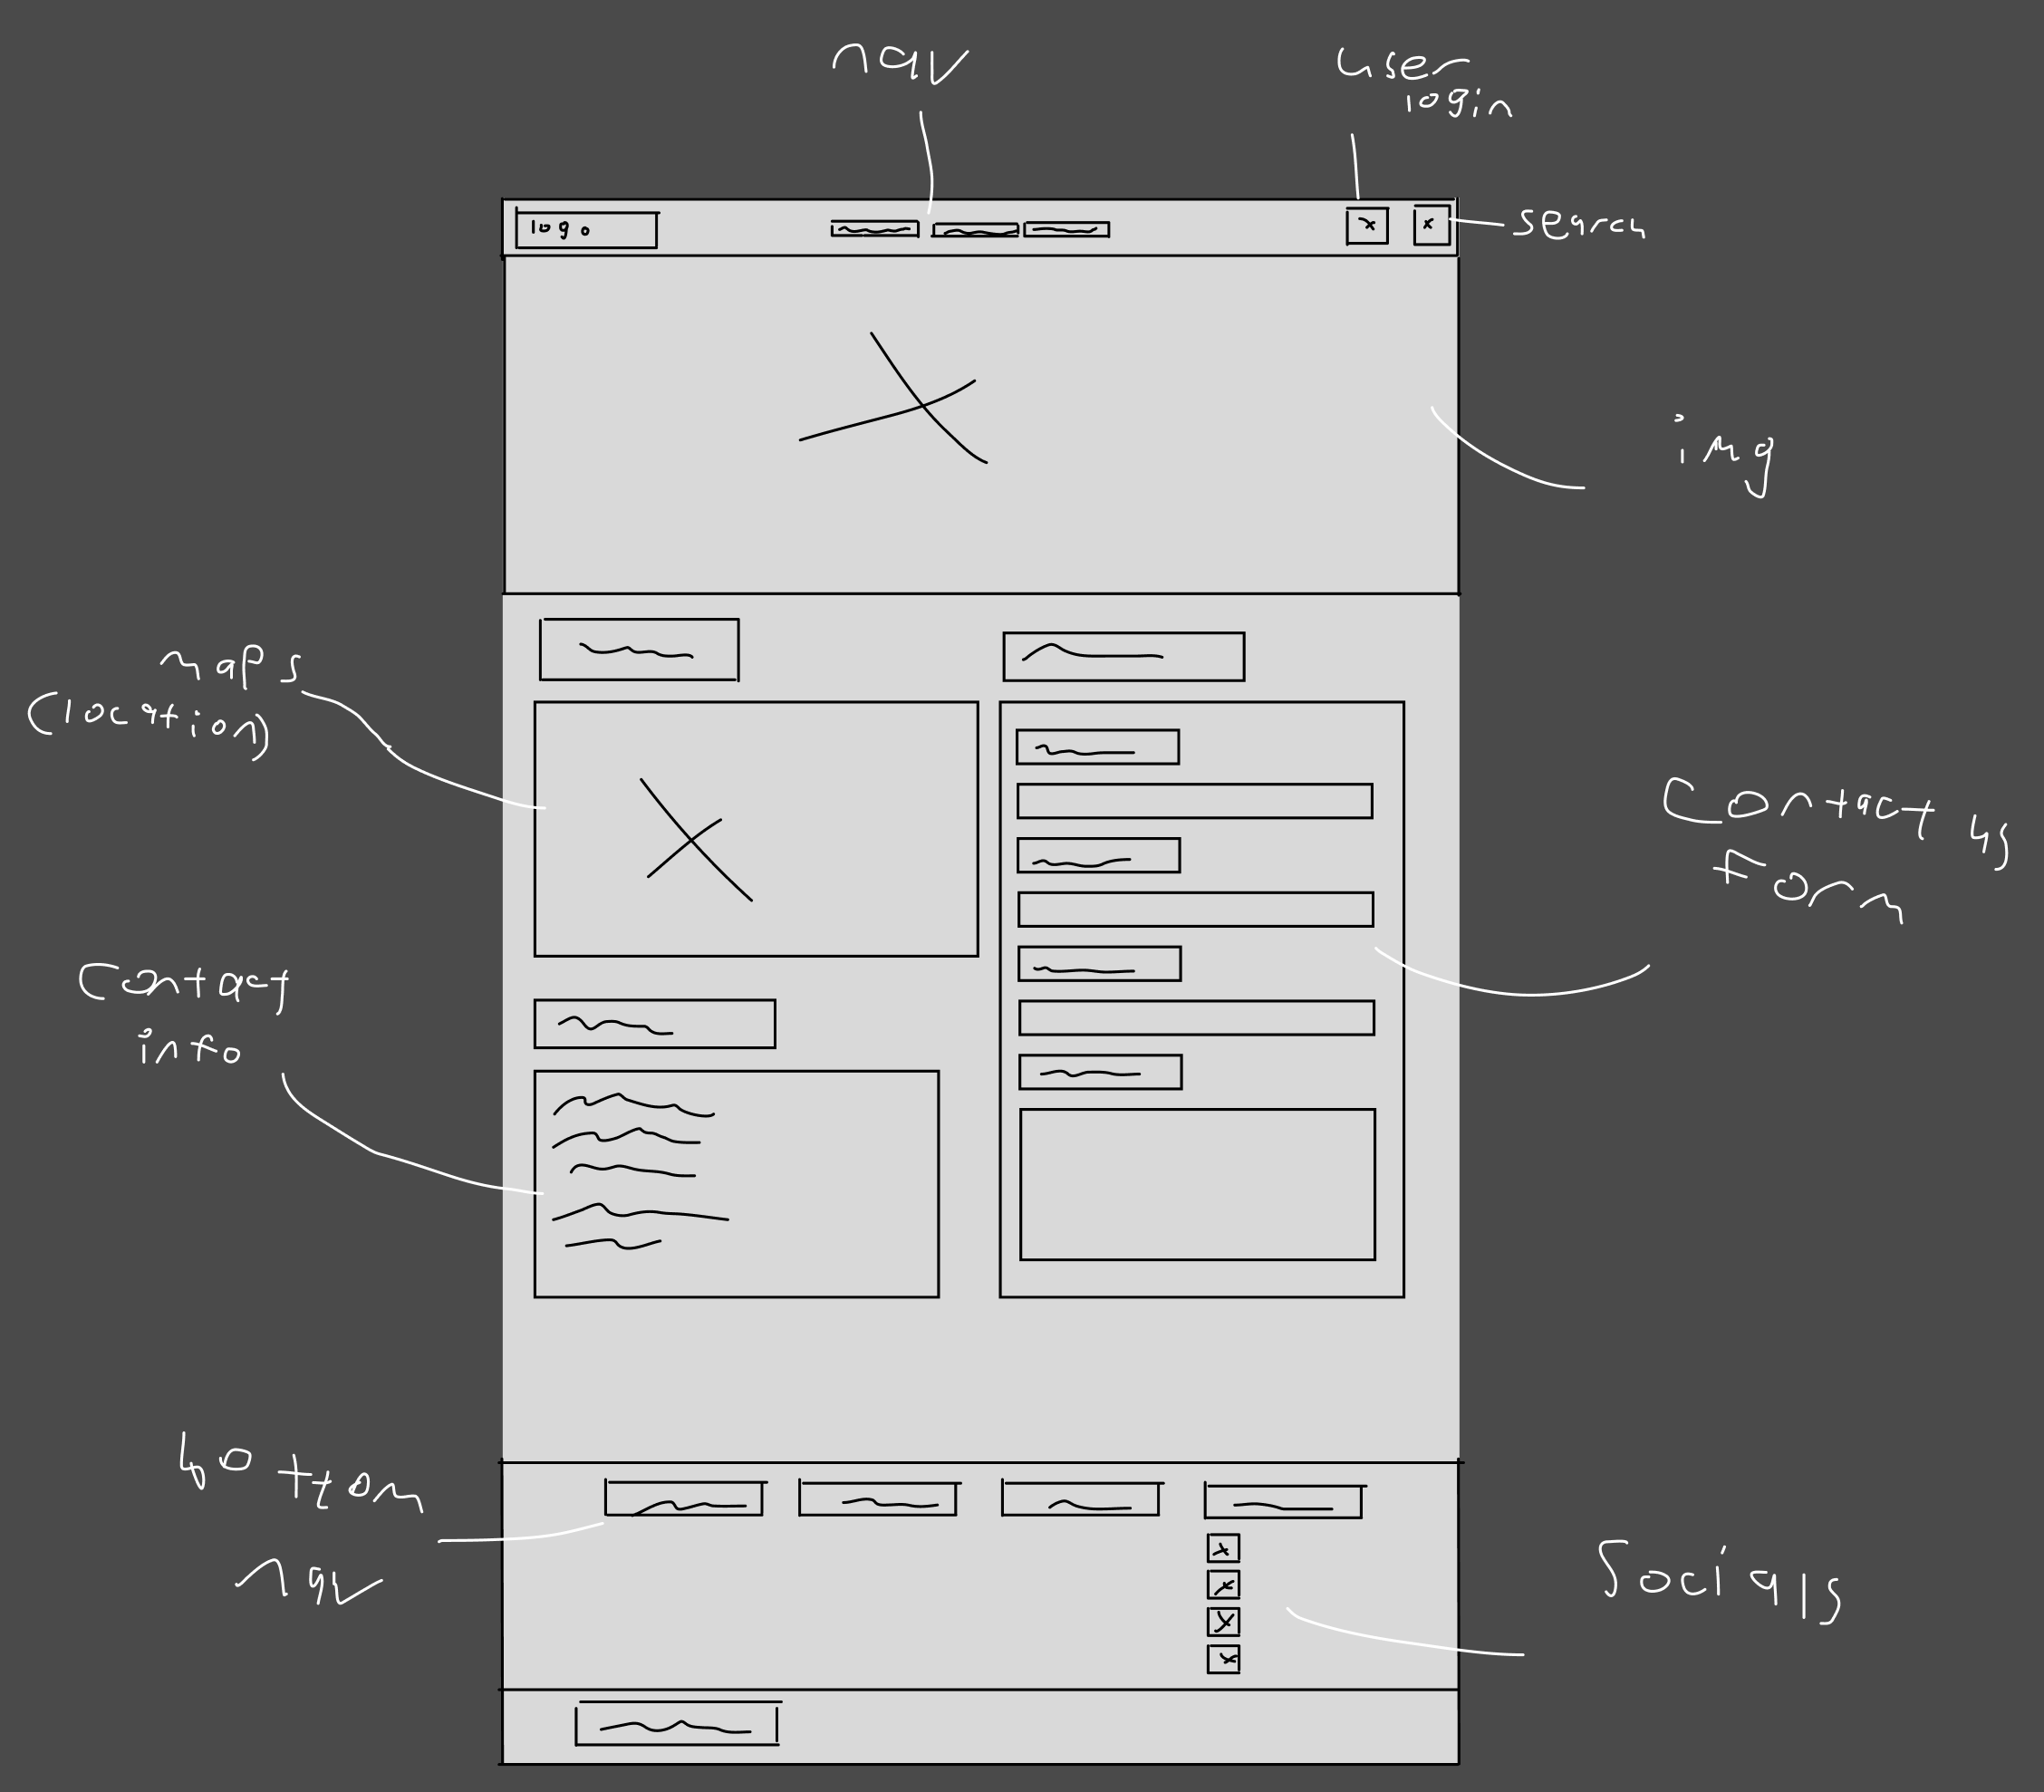 nav
user
login
logo
search
img
maps
(location)
Contact us
Form
Contact
info
bottom
nav
Socials